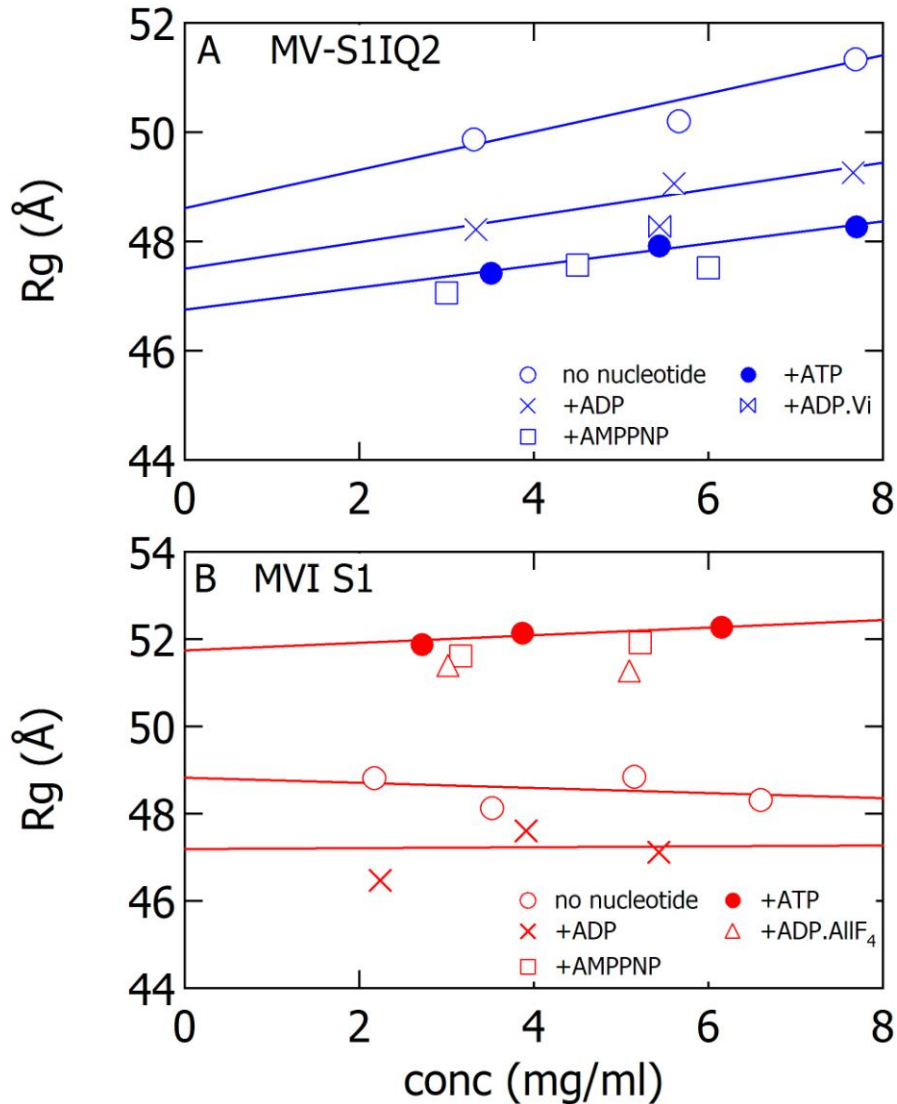 52
A MV-S1IQ2
50
48
Rg (Å)
46
no nucleotide +ATP
+ADP +ADP.Vi
+AMPPNP
44
0 2 4 6 8
54
B MVI S1
52
50
Rg (Å)
48
46
no nucleotide +ATP
+ADP +ADP.AllF4
+AMPPNP
44
0 2 4 6 8
conc (mg/ml)